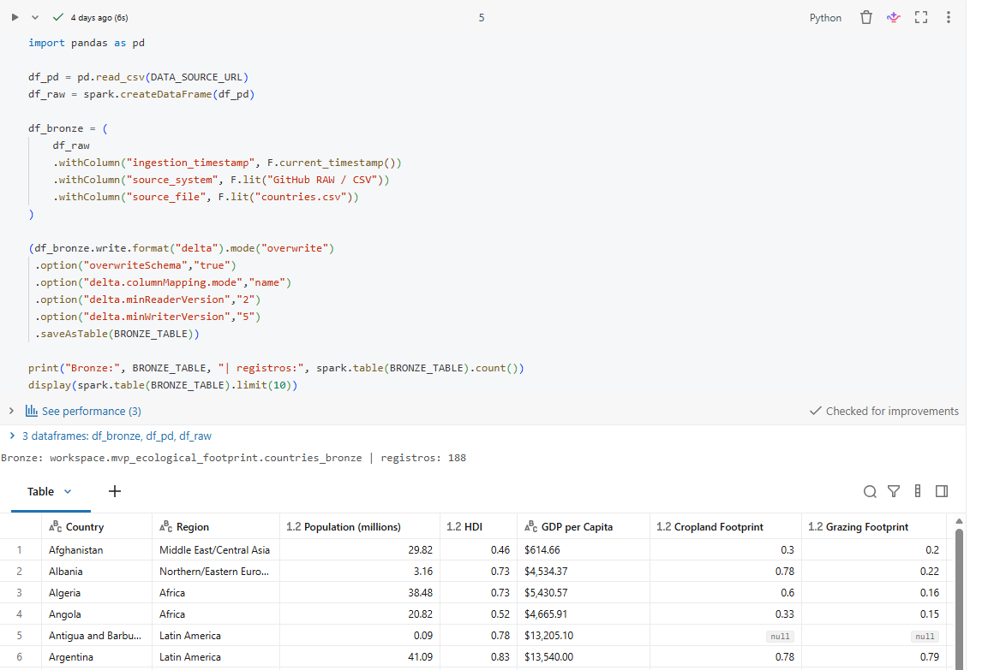 4 days ago (6s)
5
Python
import pandas as pd
df_pd = pd.read_csv(DATA_SOURCE_URL)
df_raw = spark.createDataFrame(df_pd)
df_bronze = (
    df_raw
    .withColumn("ingestion_timestamp", F.current_timestamp())
    .withColumn("source_system", F.lit("GitHub RAW / CSV"))
    .withColumn("source_file", F.lit("countries.csv"))
)
(df_bronze.write.format("delta").mode("overwrite")
 .option("overwriteSchema","true")
 .option("delta.columnMapping.mode","name")
 .option("delta.minReaderVersion","2")
 .option("delta.minWriterVersion","5")
 .saveAsTable(BRONZE_TABLE))
print("Bronze:", BRONZE_TABLE, "| registros:", spark.table(BRONZE_TABLE).count())
display(spark.table(BRONZE_TABLE).limit(10))
See performance (3) Checked for improvements
3 dataframes: df_bronze, df_pd, df_raw
Bronze: workspace.mvp_ecological_footprint.countries_bronze | registros: 188
Table +
ABC Country ABC Region 1.2 Population (millions) 1.2 HDI ABC GDP per Capita 1.2 Cropland Footprint 1.2 Grazing Footprint
1 Afghanistan Middle East/Central Asia 29.82 0.46 $614.66 0.3 0.2
2 Albania Northern/Eastern Euro... 3.16 0.73 $4,534.37 0.78 0.22
3 Algeria Africa 38.48 0.73 $5,430.57 0.6 0.16
4 Angola Africa 20.82 0.52 $4,665.91 0.33 0.15
5 Antigua and Barbu... Latin America 0.09 0.78 $13,205.10 null null
6 Argentina Latin America 41.09 0.83 $13,540.00 0.78 0.79